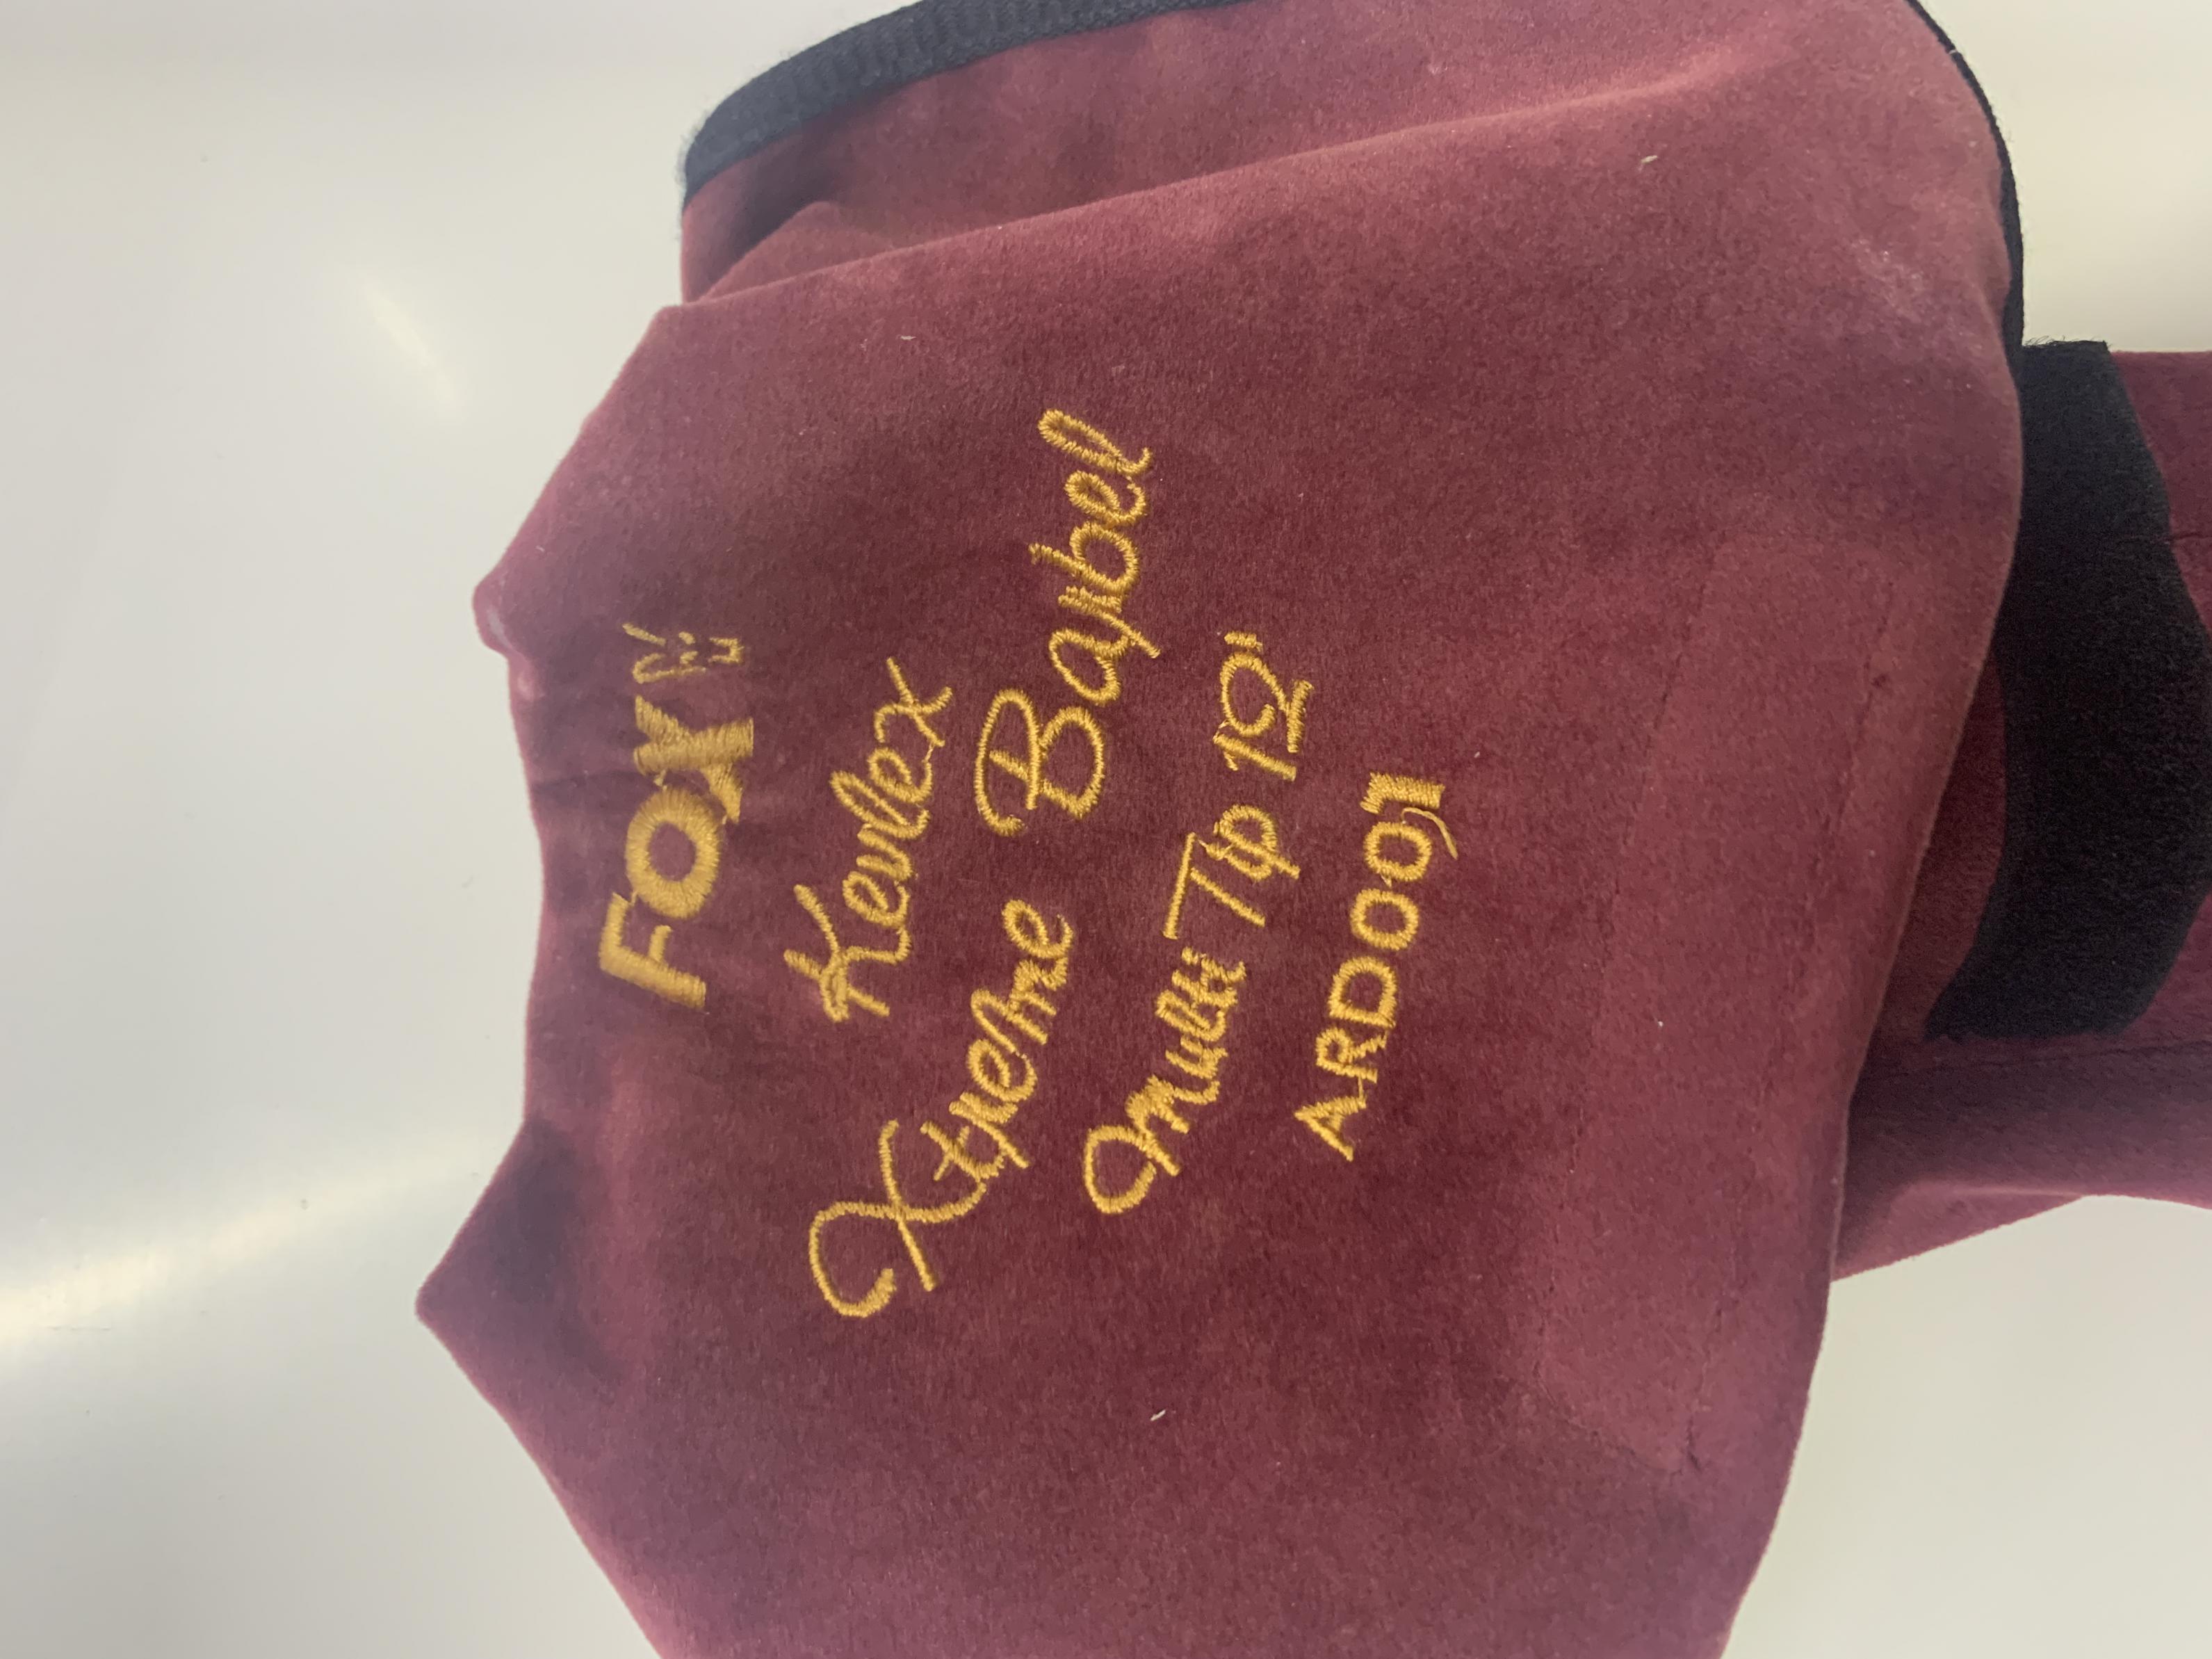 FOX
Kevlex
Xtreme Barbel
Multi Tip 12'
ARD001